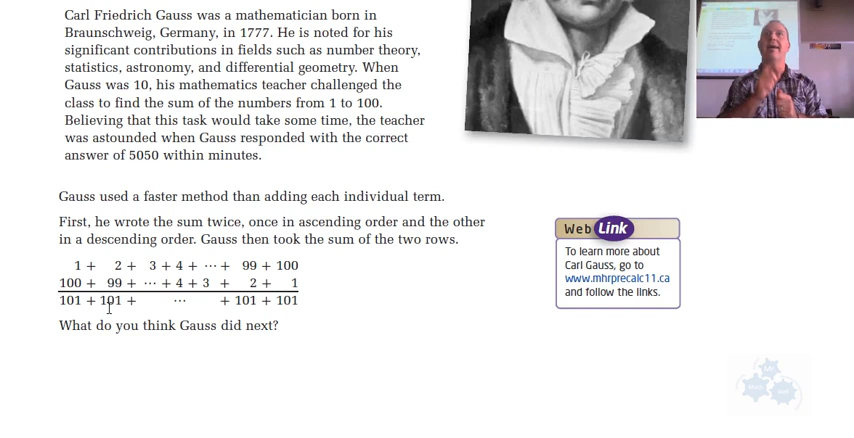 Carl Friedrich Gauss was a mathematician born in
Braunschweig, Germany, in 1777. He is noted for his
significant contributions in fields such as number theory,
statistics, astronomy, and differential geometry. When
Gauss was 10, his mathematics teacher challenged the
class to find the sum of the numbers from 1 to 100.
Believing that this task would take some time, the teacher
was astounded when Gauss responded with the correct
answer of 5050 within minutes.
Gauss used a faster method than adding each individual term.
First, he wrote the sum twice, once in ascending order and the other
in a descending order. Gauss then took the sum of the two rows.
1 + 2 + 3 + 4 + ··· + 99 + 100
100 + 99 + ··· + 4 + 3 + 2 + 1
101 + 101 + ··· + 101 + 101
What do you think Gauss did next?
Web Link
To learn more about
Carl Gauss, go to
www.mhrprecalc11.ca
and follow the links.